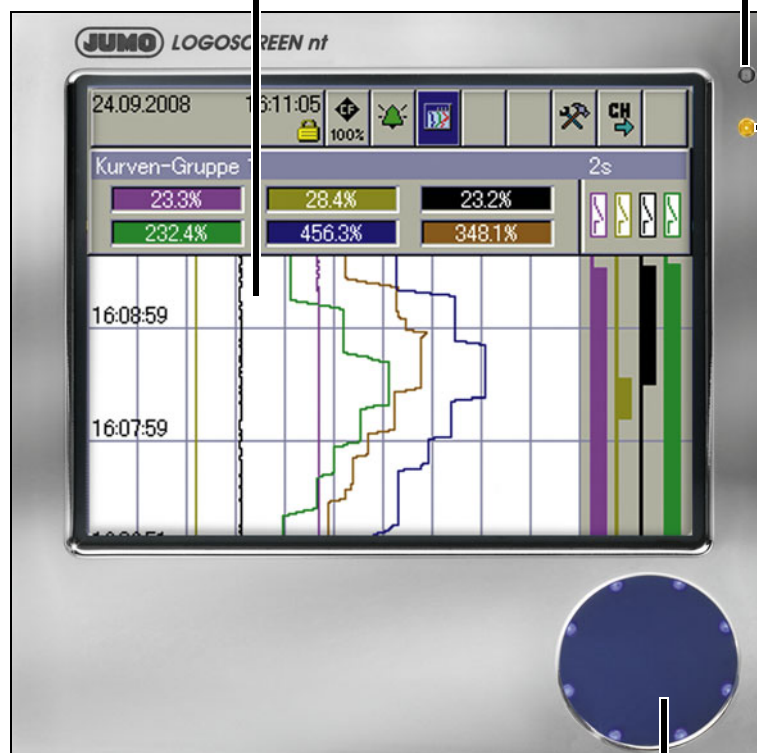 JUMO LOGOSCREEN nt
24.09.2008 16:11:05
CF
100%
CH
Kurven-Gruppe 2s
23.3% 28.4% 23.2%
232.4% 456.3% 348.1%
16:08:59
16:07:59